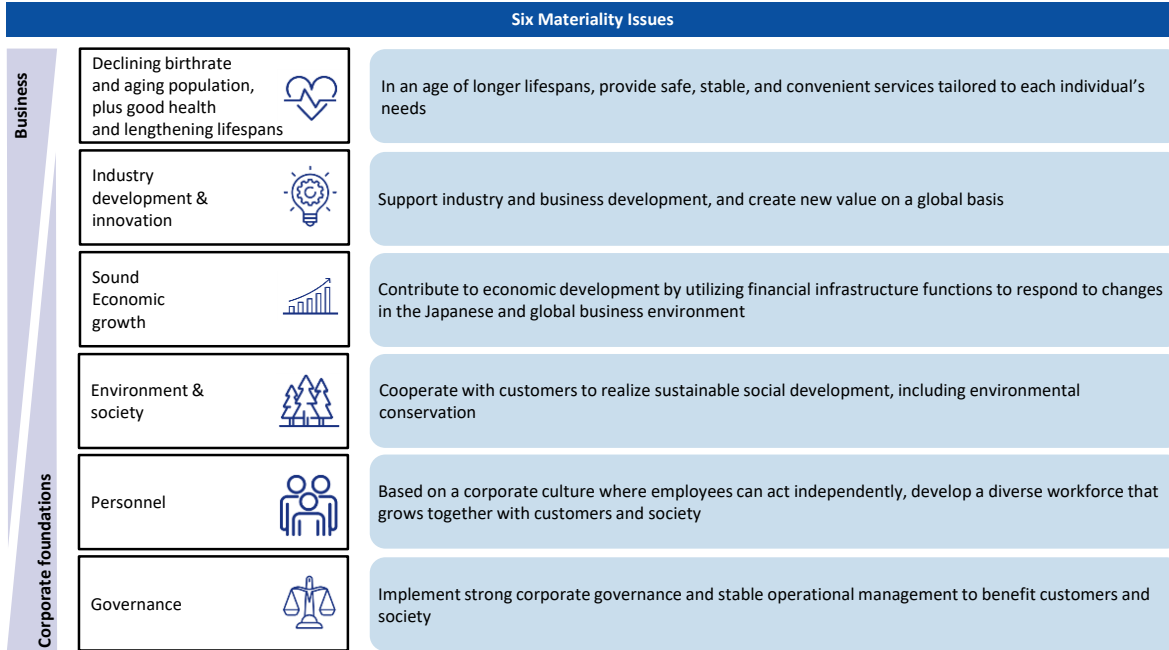 Six Materiality Issues
Business
Declining birthrate
and aging population,
plus good health
and lengthening lifespans
In an age of longer lifespans, provide safe, stable, and convenient services tailored to each individual’s
needs
Industry
development &
innovation
Support industry and business development, and create new value on a global basis
Sound
Economic
growth
Contribute to economic development by utilizing financial infrastructure functions to respond to changes
in the Japanese and global business environment
Environment &
society
Cooperate with customers to realize sustainable social development, including environmental
conservation
Corporate foundations
Personnel
Based on a corporate culture where employees can act independently, develop a diverse workforce that
grows together with customers and society
Governance
Implement strong corporate governance and stable operational management to benefit customers and
society